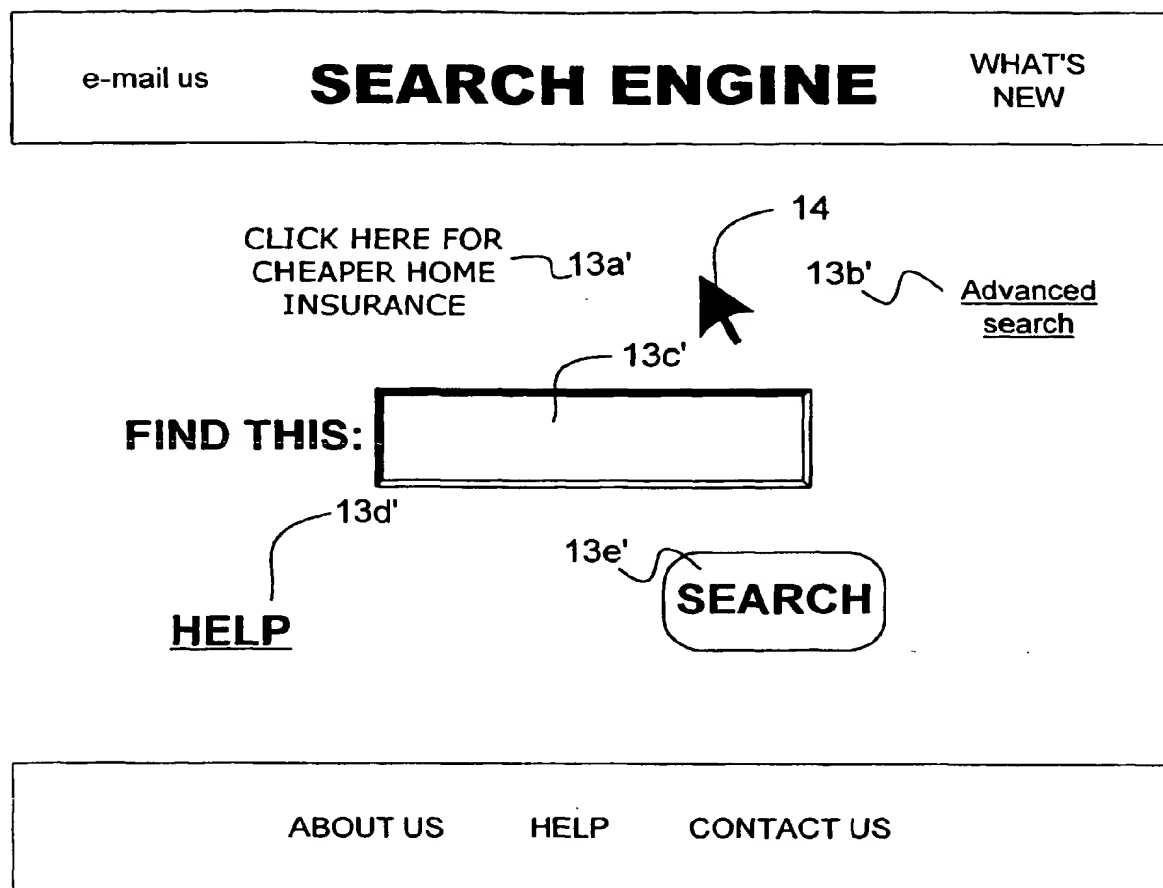 e-mail us SEARCH ENGINE WHAT'S
NEW
14
CLICK HERE FOR
CHEAPER HOME
INSURANCE
13a'
13b'
Advanced
search
13c'
FIND THIS:
13d'
13e'
SEARCH
HELP
ABOUT US HELP CONTACT US